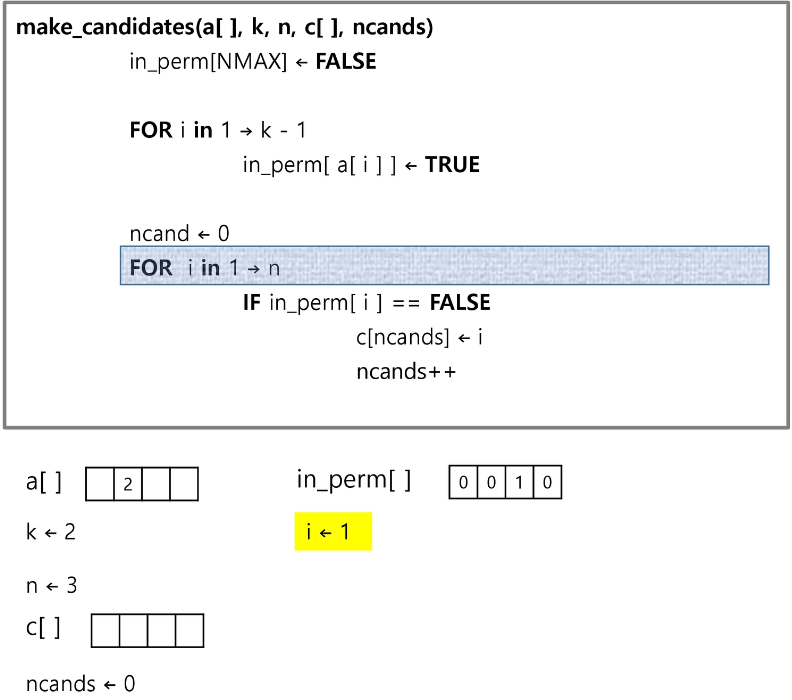 make_candidates(a[ ], k, n, c[ ], ncands)
in_perm[NMAX] ← FALSE
FOR i in 1 → k - 1
in_perm[ a[ i ] ] ← TRUE
ncand ← 0
FOR i in 1 → n
IF in_perm[ i ] == FALSE
c[ncands] ← i
ncands++
a[ ] 2 in_perm[ ] 0 0 1 0
k ← 2 i ← 1
n ← 3
c[ ]
ncands ← 0